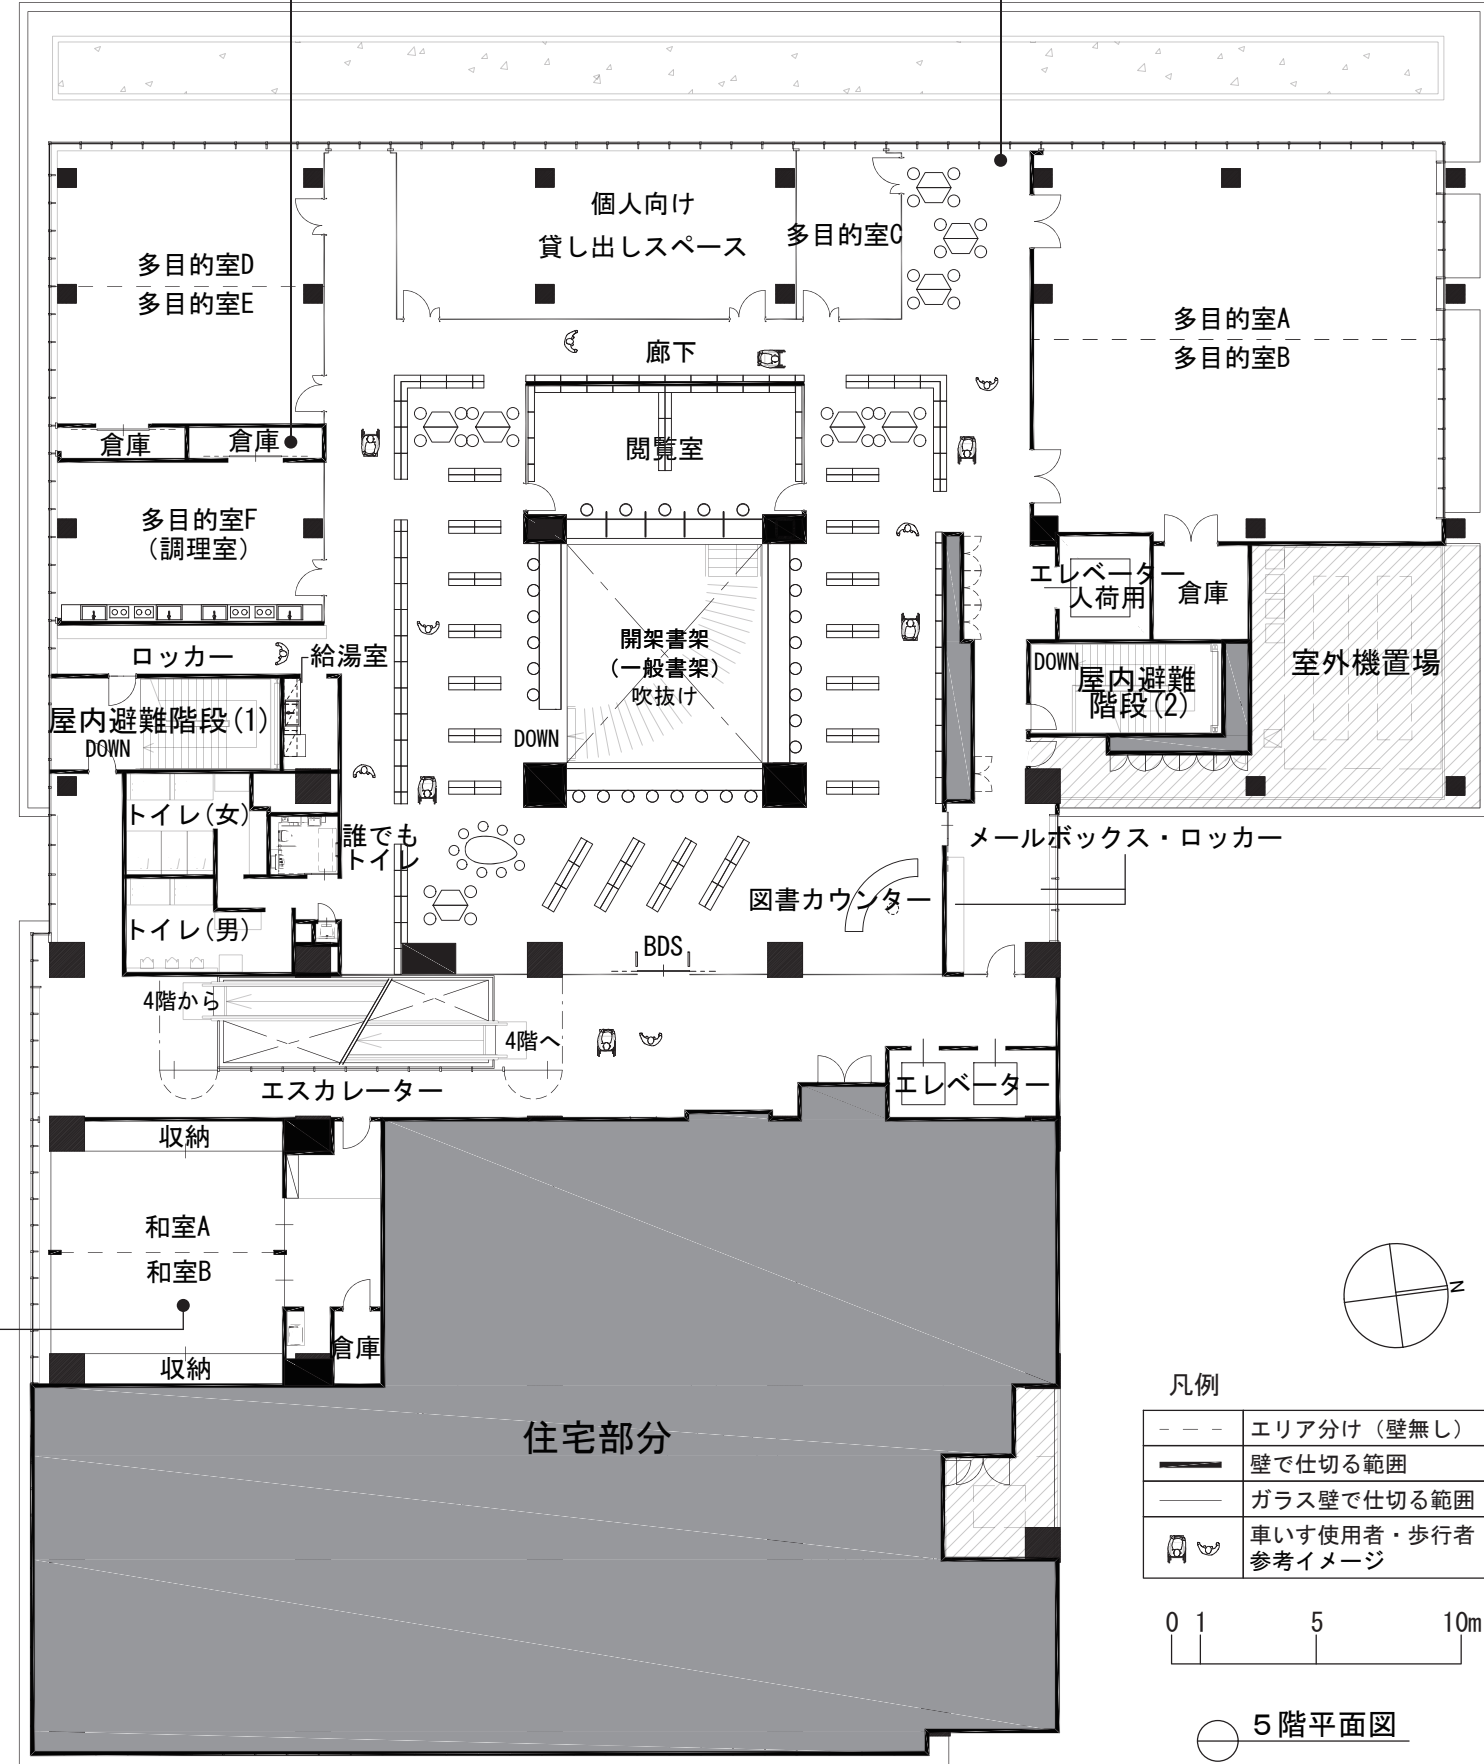 個人向け
貸し出しスペース
多目的室C
多目的室D
多目的室E
多目的室A
多目的室B
廊下
倉庫
倉庫
閲覧室
多目的室F
(調理室)
エレベーター
人荷用
倉庫
開架書架
(一般書架)
吹抜け
ロッカー
給湯室
DOWN
屋内避難
階段(2)
室外機置場
屋内避難階段(1)
DOWN
DOWN
トイレ(女)
誰でも
トイレ
メールボックス・ロッカー
図書カウンター
トイレ(男)
BDS
4階から
4階へ
エスカレーター
エレベーター
収納
和室A
和室B
倉庫
収納
住宅部分
N
凡例
エリア分け(壁無し)
壁で仕切る範囲
ガラス壁で仕切る範囲
車いす使用者・歩行者
参考イメージ
0 1 5 10m
5階平面図